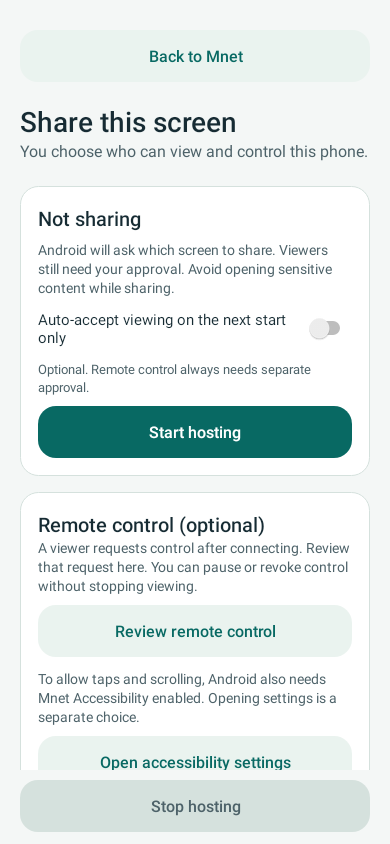 Back to Mnet
Share this screen
You choose who can view and control this phone.
Not sharing
Android will ask which screen to share. Viewers
still need your approval. Avoid opening sensitive
content while sharing.
Auto-accept viewing on the next start
only
Optional. Remote control always needs separate
approval.
Start hosting
Remote control (optional)
A viewer requests control after connecting. Review
that request here. You can pause or revoke control
without stopping viewing.
Review remote control
To allow taps and scrolling, Android also needs
Mnet Accessibility enabled. Opening settings is a
separate choice.
Open accessibility settings
Stop hosting